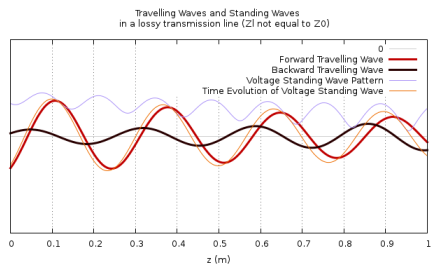 Travelling Waves and Standing Waves
in a lossy transmission line (Zl not equal to Z0)
0
Forward Travelling Wave
Backward Travelling Wave
Voltage Standing Wave Pattern
Time Evolution of Voltage Standing Wave
0 0.1 0.2 0.3 0.4 0.5 0.6 0.7 0.8 0.9 1
z (m)